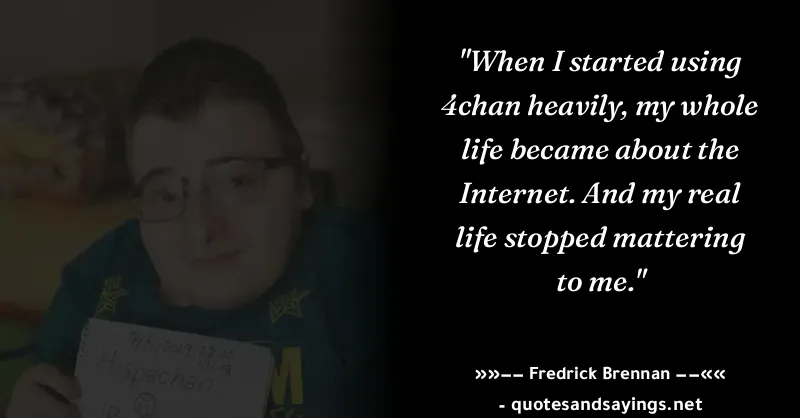 "When I started using
4chan heavily, my whole
life became about the
Internet. And my real
life stopped mattering
to me."
»»–– Fredrick Brennan ––««
- quotesandsayings.net
Hispachan
M